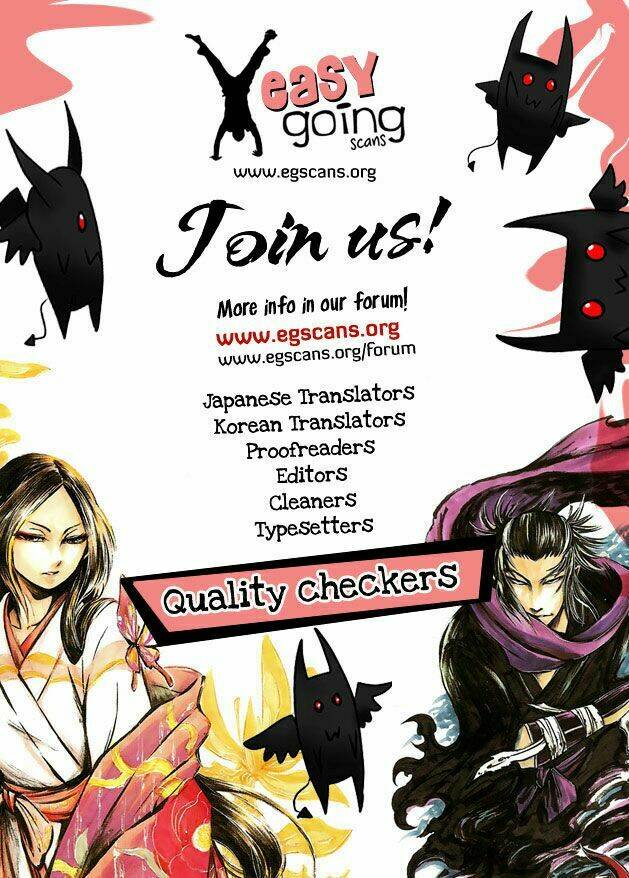 easy
going
scans
www.egscans.org
Join us!
More info in our forum!
www.egscans.org
www.egscans.org/forum
Japanese Translators
Korean Translators
Proofreaders
Editors
Cleaners
Typesetters
Quality checkers